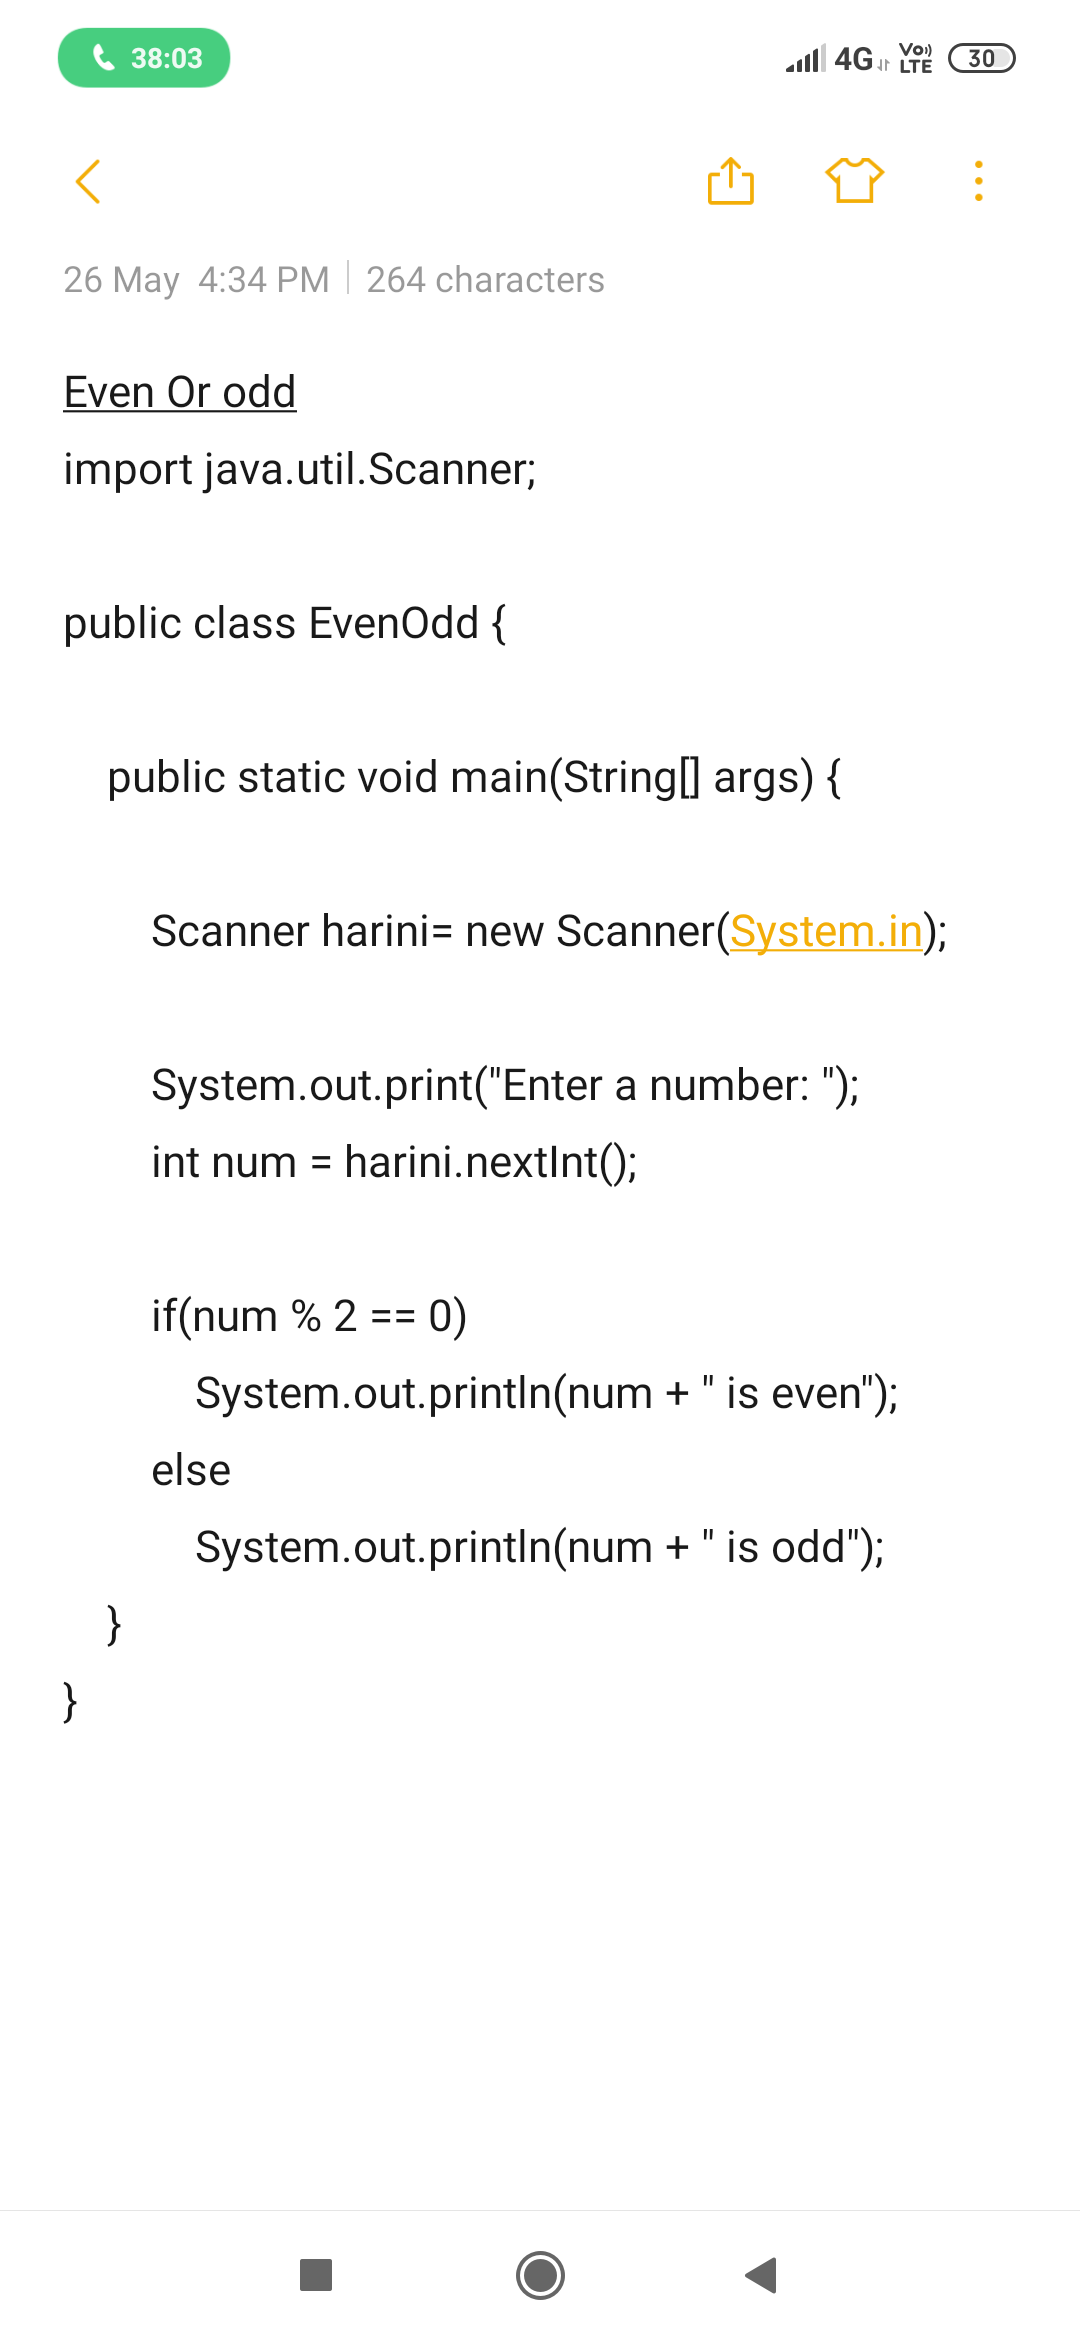 38:03 4G Vo) LTE 30
26 May 4:34 PM | 264 characters
Even Or odd
import java.util.Scanner;
public class EvenOdd {
public static void main(String[] args) {
Scanner harini= new Scanner(System.in);
System.out.print("Enter a number: ");
int num = harini.nextInt();
if(num % 2 == 0)
System.out.println(num + " is even");
else
System.out.println(num + " is odd");
}
}